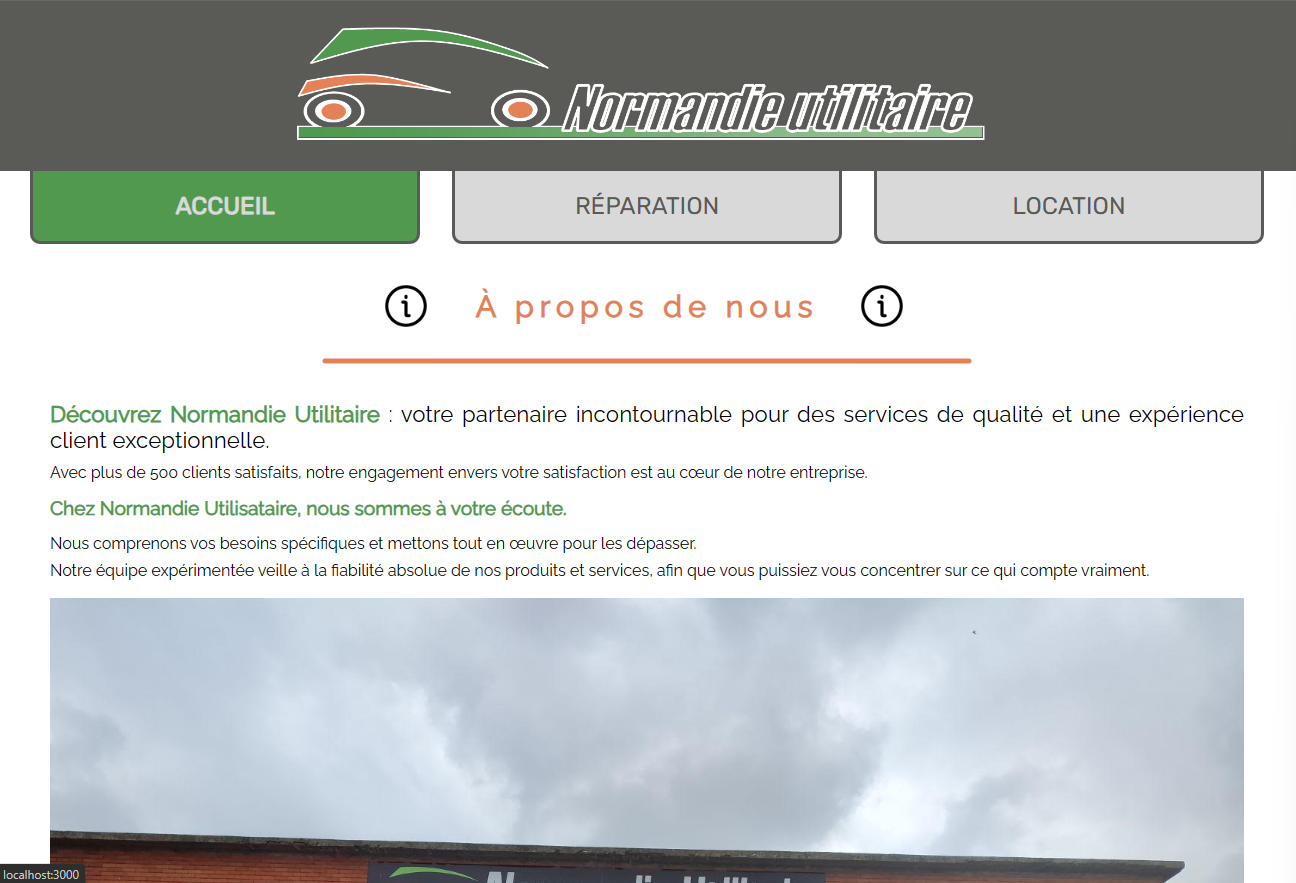 Normandie utilitaire
ACCUEIL
RÉPARATION
LOCATION
À propos de nous
Découvrez Normandie Utilitaire : votre partenaire incontournable pour des services de qualité et une expérience
client exceptionnelle.
Avec plus de 500 clients satisfaits, notre engagement envers votre satisfaction est au cœur de notre entreprise.
Chez Normandie Utilisataire, nous sommes à votre écoute.
Nous comprenons vos besoins spécifiques et mettons tout en œuvre pour les dépasser.
Notre équipe expérimentée veille à la fiabilité absolue de nos produits et services, afin que vous puissiez vous concentrer sur ce qui compte vraiment.
localhost:3000